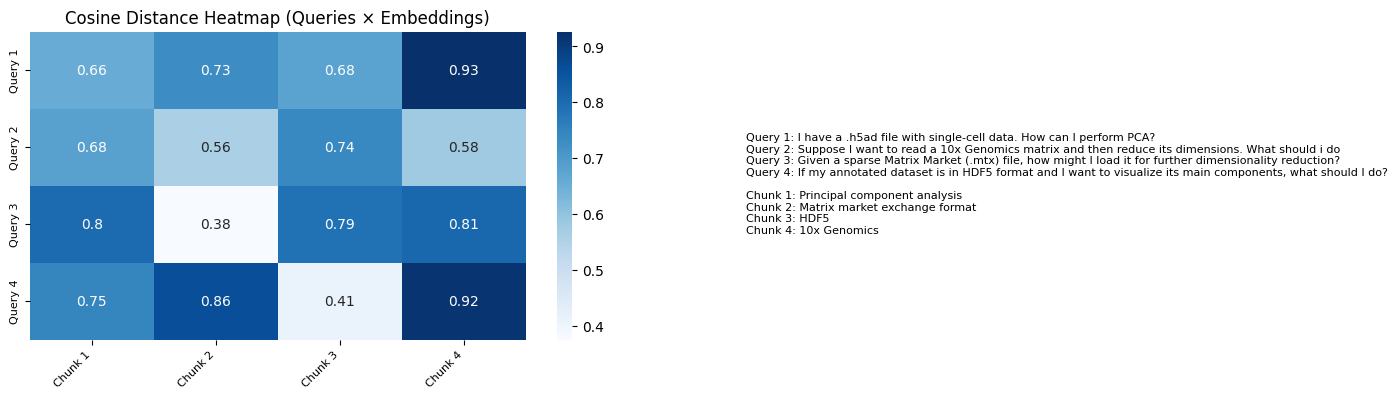 Cosine Distance Heatmap (Queries × Embeddings)
Query 1
0.66 0.73 0.68 0.93
Query 2
0.68 0.56 0.74 0.58
Query 3
0.8 0.38 0.79 0.81
Query 4
0.75 0.86 0.41 0.92
Chunk 1 Chunk 2 Chunk 3 Chunk 4
0.9
0.8
0.7
0.6
0.5
0.4
Query 1: I have a .h5ad file with single-cell data. How can I perform PCA?
Query 2: Suppose I want to read a 10x Genomics matrix and then reduce its dimensions. What should i do
Query 3: Given a sparse Matrix Market (.mtx) file, how might I load it for further dimensionality reduction?
Query 4: If my annotated dataset is in HDF5 format and I want to visualize its main components, what should I do?
Chunk 1: Principal component analysis
Chunk 2: Matrix market exchange format
Chunk 3: HDF5
Chunk 4: 10x Genomics